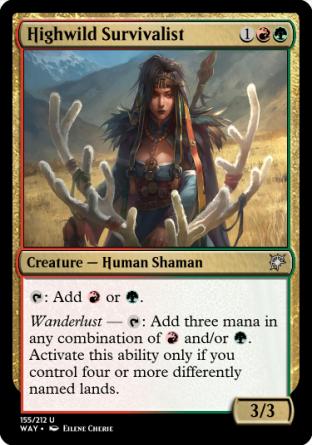 Highwild Survivalist 1
Creature — Human Shaman
: Add or .
Wanderlust — : Add three mana in
any combination of and/or .
Activate this ability only if you
control four or more differently
named lands.
155/212 U
WAY • Eilene Cherie
3/3